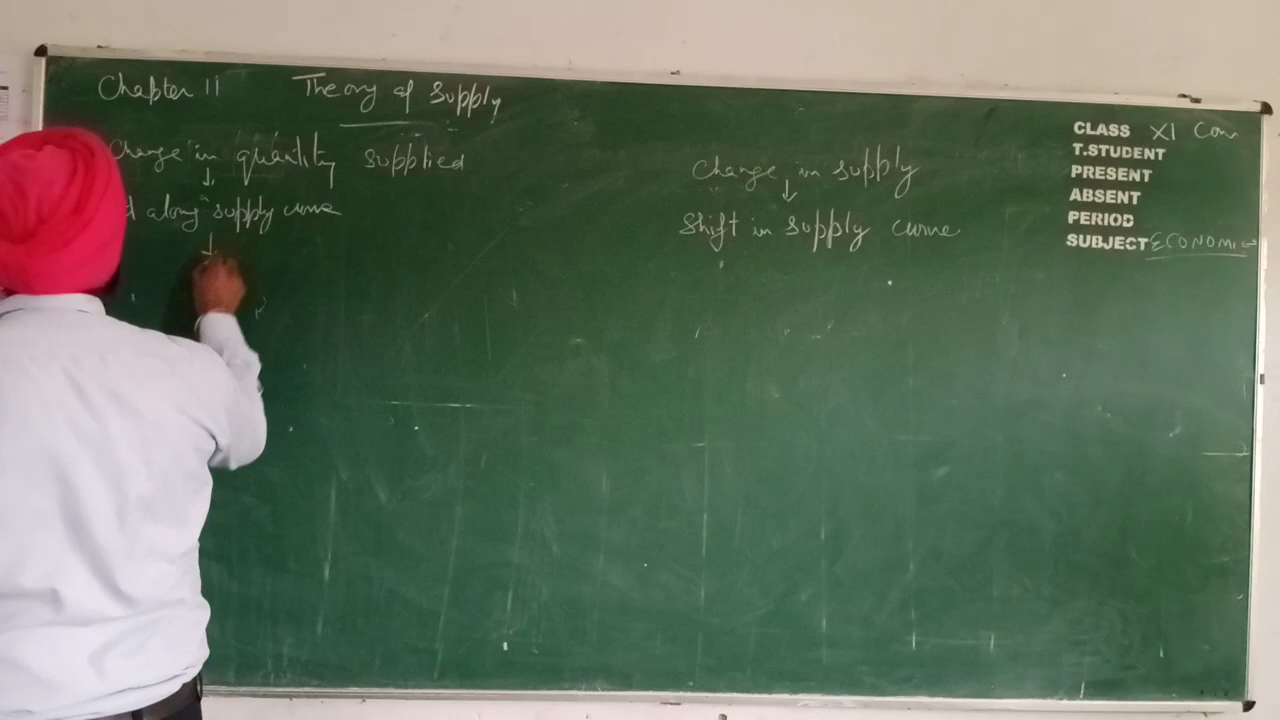 Chapter 11 Theory of Supply
Change in quantity supplied
along supply curve
Change in supply
Shift in supply curve
CLASS XI Com
T.STUDENT
PRESENT
ABSENT
PERIOD
SUBJECT ECONOMICS